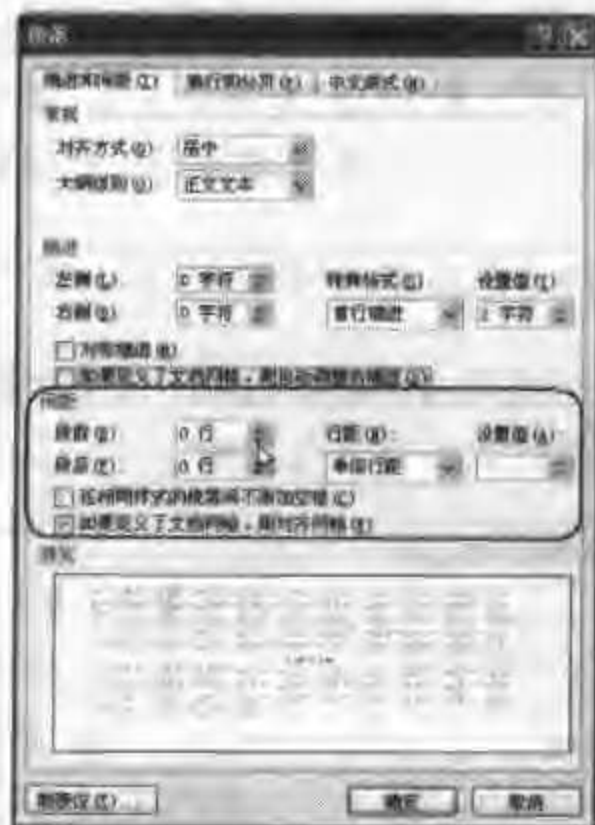 段落
缩进和间距(I) 换行和分页(P) 中文版式(H)
常规
对齐方式(G): 居中
大纲级别(O): 正文文本
缩进
左侧(L): 0 字符 特殊格式(S): 设置值(Y):
右侧(R): 0 字符 首行缩进 2 字符
对称缩进(M)
如果定义了文档网格，则自动调整右缩进(D)
间距
段前(B): 0 行 行距(N): 设置值(A):
段后(F): 0 行 单倍行距
在相同样式的段落间不添加空格(C)
如果定义了文档网格，则对齐网格(W)
预览
制表位(T)... 确定 取消